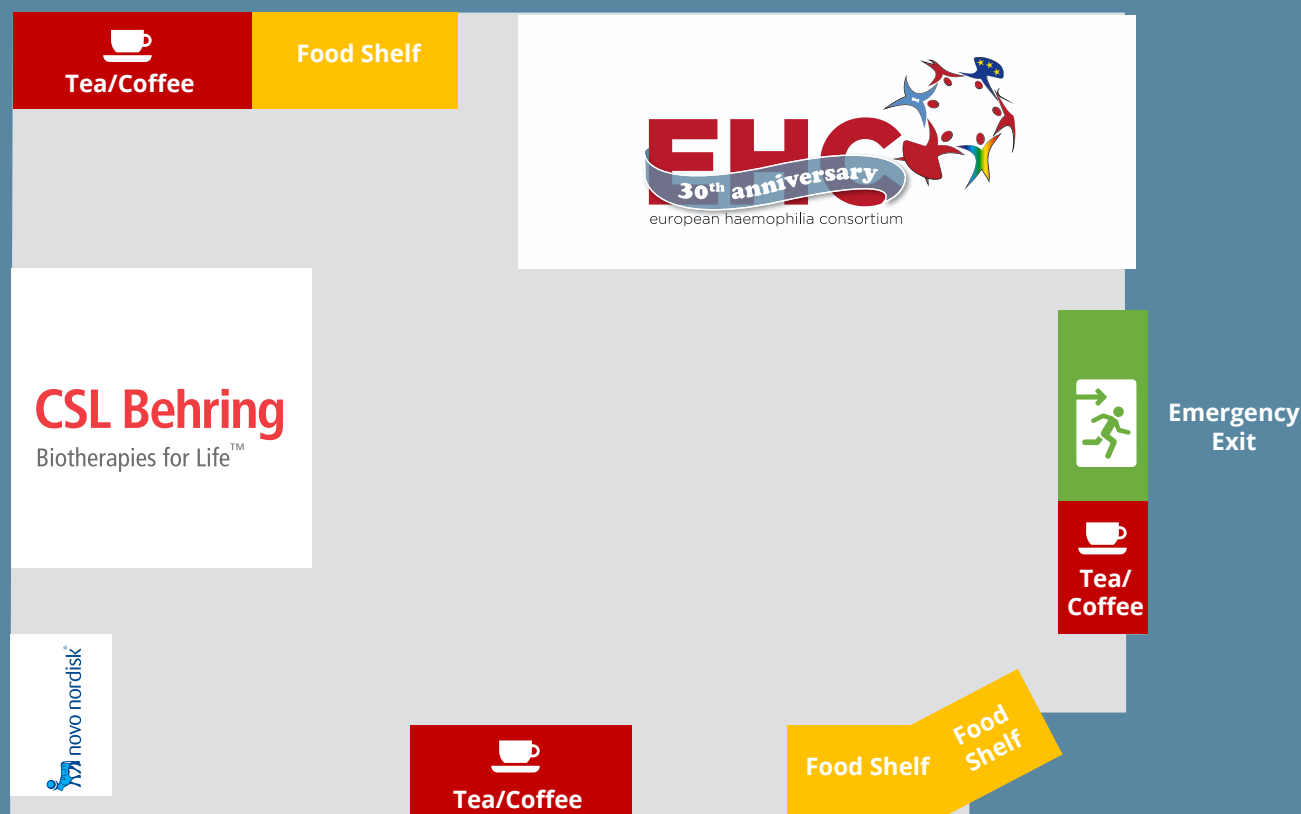 Tea/Coffee
Food Shelf
EHC
30th anniversary
european haemophilia consortium
CSL Behring
Biotherapies for Life™
Emergency
Exit
Tea/
Coffee
novo nordisk®
Tea/Coffee
Food Shelf
Food
Shelf